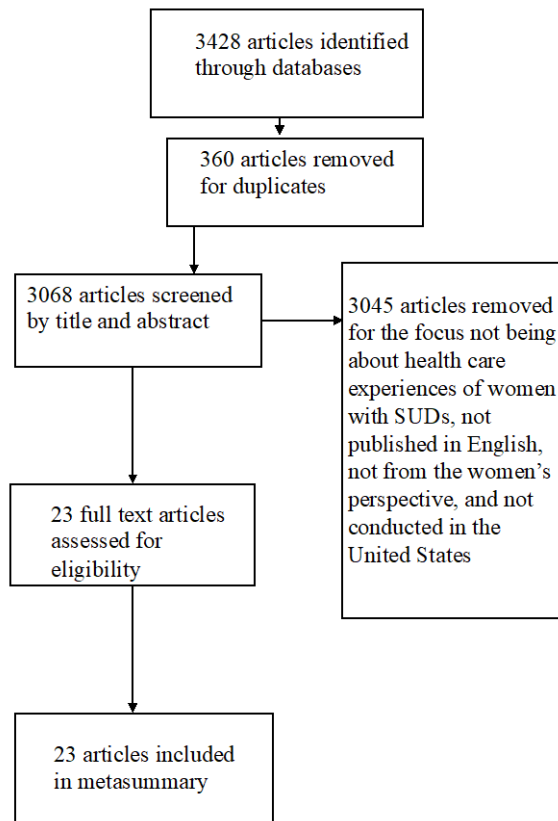 3428 articles identified
through databases
360 articles removed
for duplicates
3068 articles screened
by title and abstract
3045 articles removed
for the focus not being
about health care
experiences of women
with SUDs, not
published in English,
not from the women's
perspective, and not
conducted in the
United States
23 full text articles
assessed for
eligibility
23 articles included
in metasummary